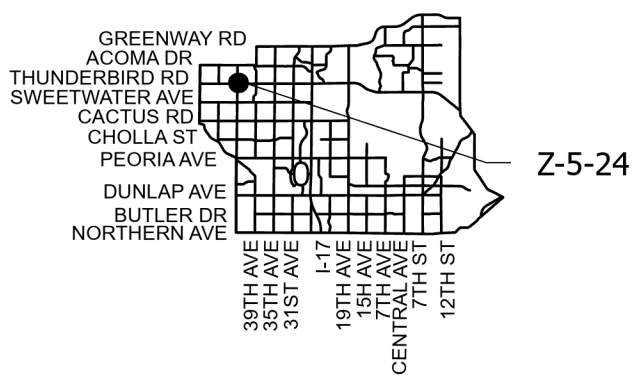 GREENWAY RD
ACOMA DR
THUNDERBIRD RD
SWEETWATER AVE
CACTUS RD
CHOLLA ST
PEORIA AVE
DUNLAP AVE
BUTLER DR
NORTHERN AVE
Z-5-24
39TH AVE
35TH AVE
31ST AVE
I-17
19TH AVE
15H AVE
7TH AVE
CENTRAL AVE
7TH ST
12TH ST